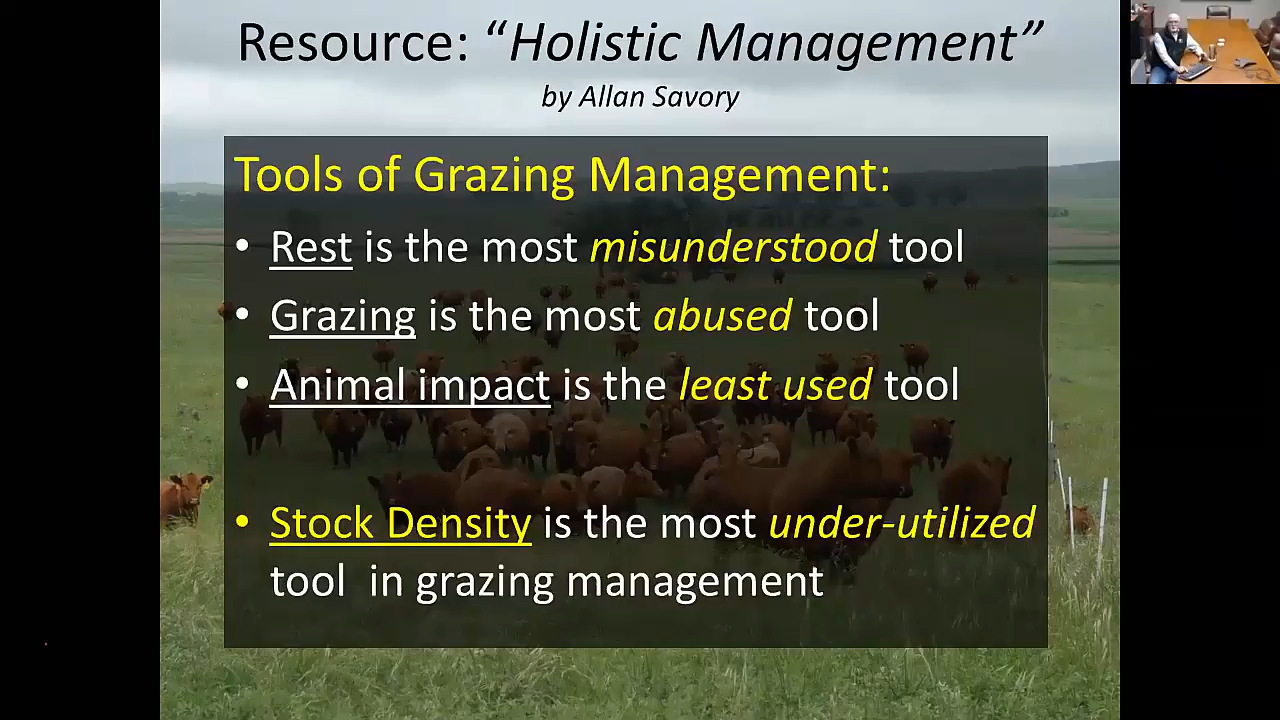 Resource: “Holistic Management”
by Allan Savory
Tools of Grazing Management:
• Rest is the most misunderstood tool
• Grazing is the most abused tool
• Animal impact is the least used tool
• Stock Density is the most under-utilized
tool in grazing management